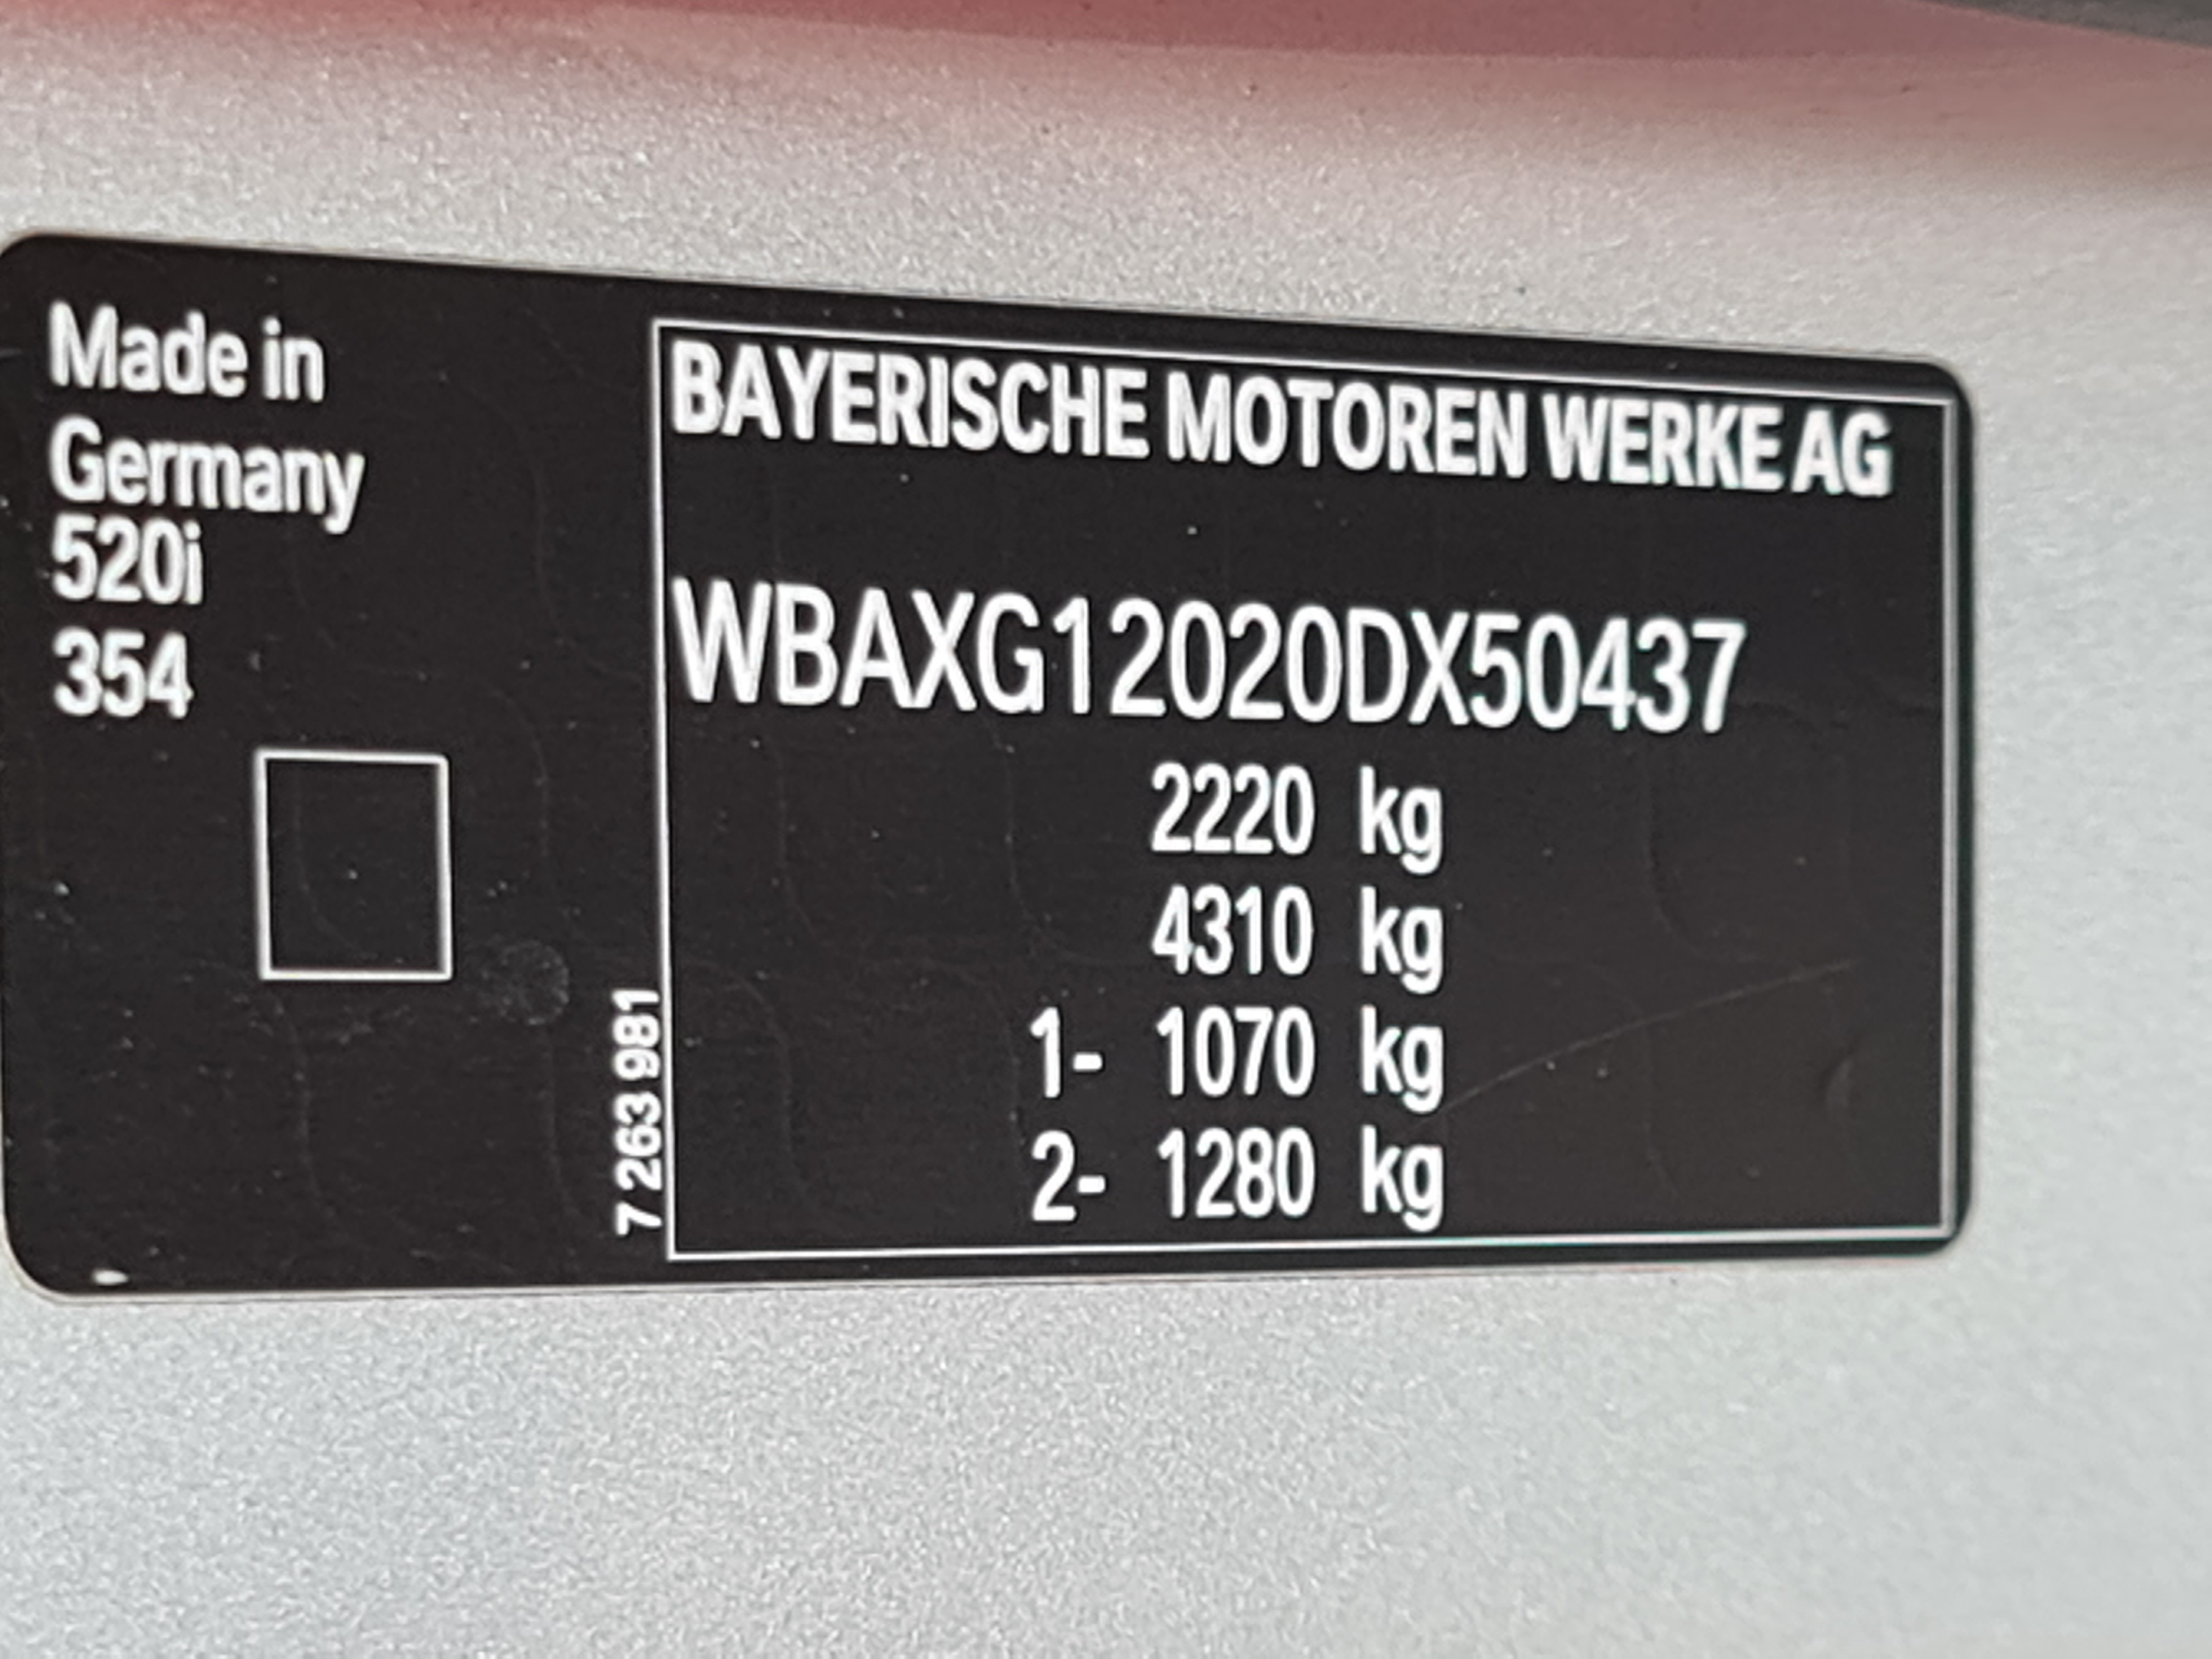 Made in
Germany
520i
354
7 263 981
BAYERISCHE MOTOREN WERKE AG
WBAXG12020DX50437
2220 kg
4310 kg
1- 1070 kg
2- 1280 kg